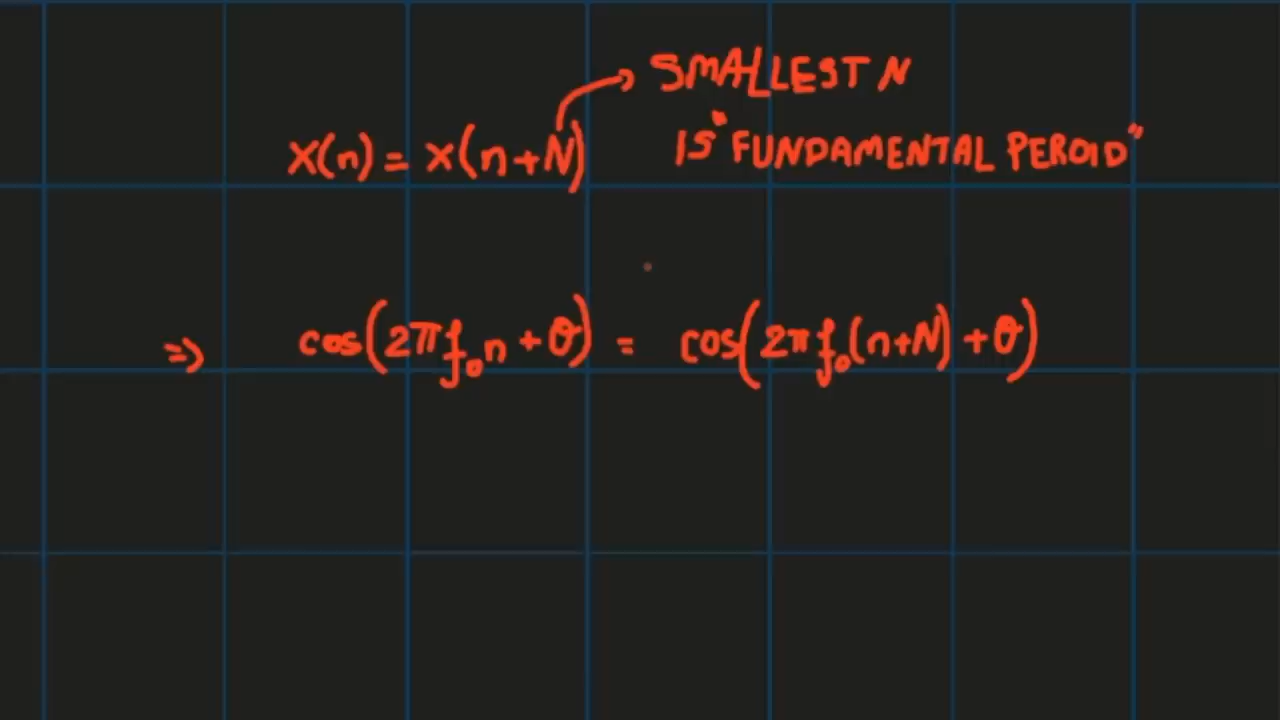 SMALLEST N
x(n) = x(n+N) IS "FUNDAMENTAL PEROID"
=> cos(2πf₀n + θ) = cos(2πf₀(n+N) + θ)